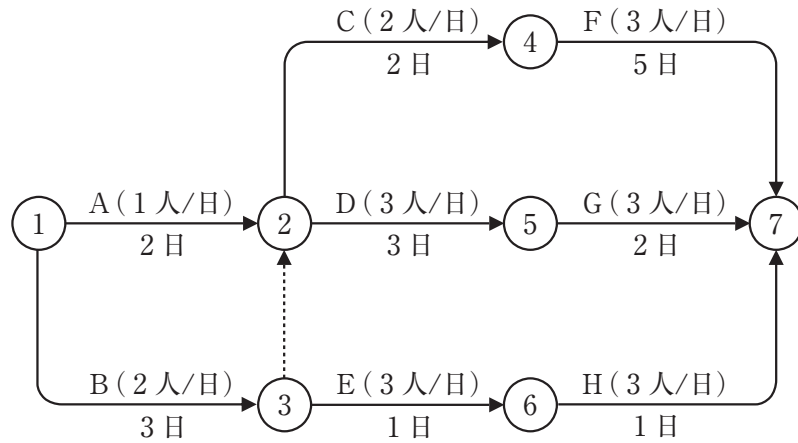 C(2人/日)
2日
4
F(3人/日)
5日
1
A(1人/日)
2日
2
D(3人/日)
3日
5
G(3人/日)
2日
7
B(2人/日)
3日
3
E(3人/日)
1日
6
H(3人/日)
1日